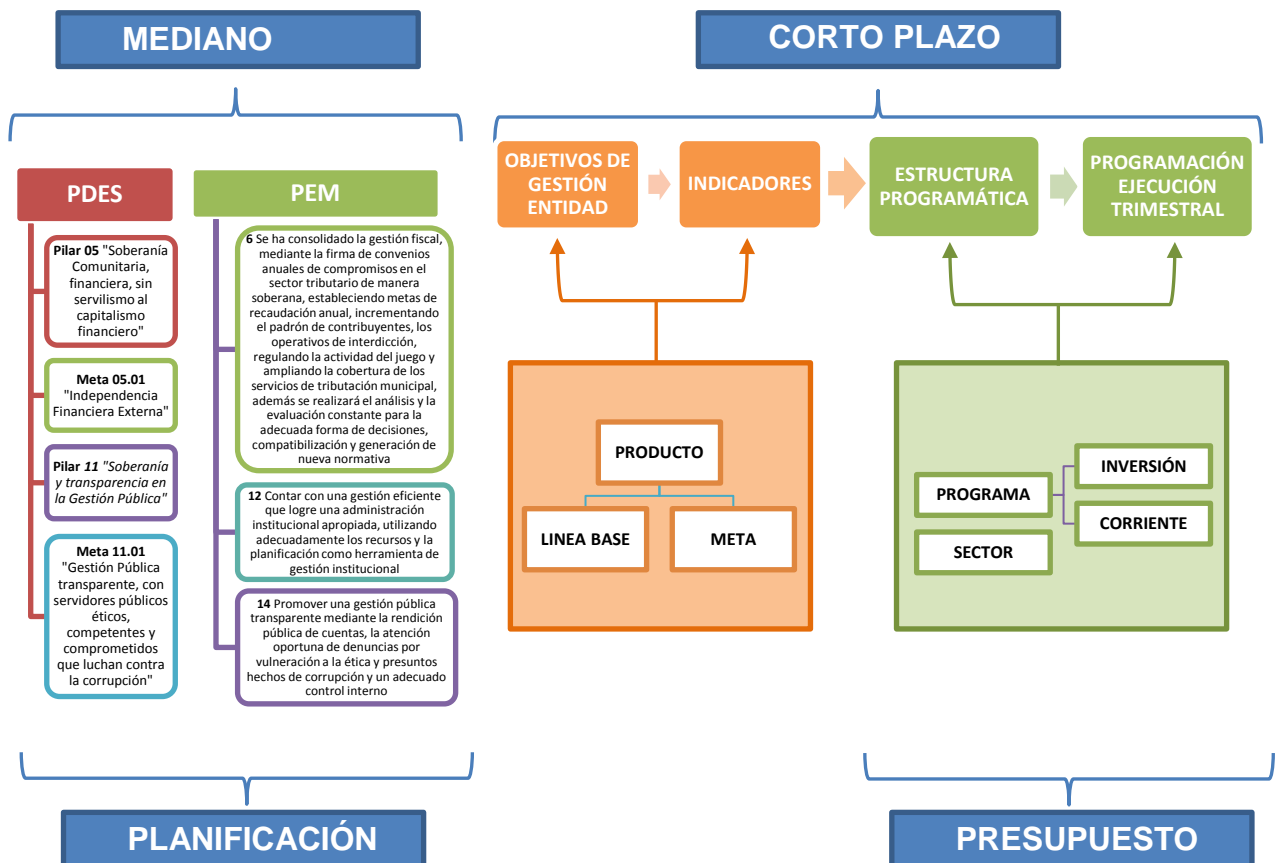 MEDIANO
CORTO PLAZO
PDES
Pilar 05 "Soberanía
Comunitaria,
financiera, sin
servilismo al
capitalismo
financiero"
Meta 05.01
"Independencia
Financiera Externa"
Pilar 11 "Soberanía
y transparencia en
la Gestión Pública"
Meta 11.01
"Gestión Pública
transparente, con
servidores públicos
éticos,
competentes y
comprometidos
que luchan contra
la corrupción"
PEM
6 Se ha consolidado la gestión fiscal,
mediante la firma de convenios
anuales de compromisos en el
sector tributario de manera
soberana, estableciendo metas de
recaudación anual, incrementando
el padrón de contribuyentes, los
operativos de interdicción,
regulando la actividad del juego y
ampliando la cobertura de los
servicios de tributación municipal,
además se realizará el análisis y la
evaluación constante para la
adecuada forma de decisiones,
compatibilización y generación de
nueva normativa
12 Contar con una gestión eficiente
que logre una administración
institucional apropiada, utilizando
adecuadamente los recursos y la
planificación como herramienta de
gestión institucional
14 Promover una gestión pública
transparente mediante la rendición
pública de cuentas, la atención
oportuna de denuncias por
vulneración a la ética y presuntos
hechos de corrupción y un adecuado
control interno
OBJETIVOS DE
GESTIÓN
ENTIDAD
INDICADORES
ESTRUCTURA
PROGRAMÁTICA
PROGRAMACIÓN
EJECUCIÓN
TRIMESTRAL
PRODUCTO
LINEA BASE
META
PROGRAMA
INVERSIÓN
CORRIENTE
SECTOR
PLANIFICACIÓN
PRESUPUESTO